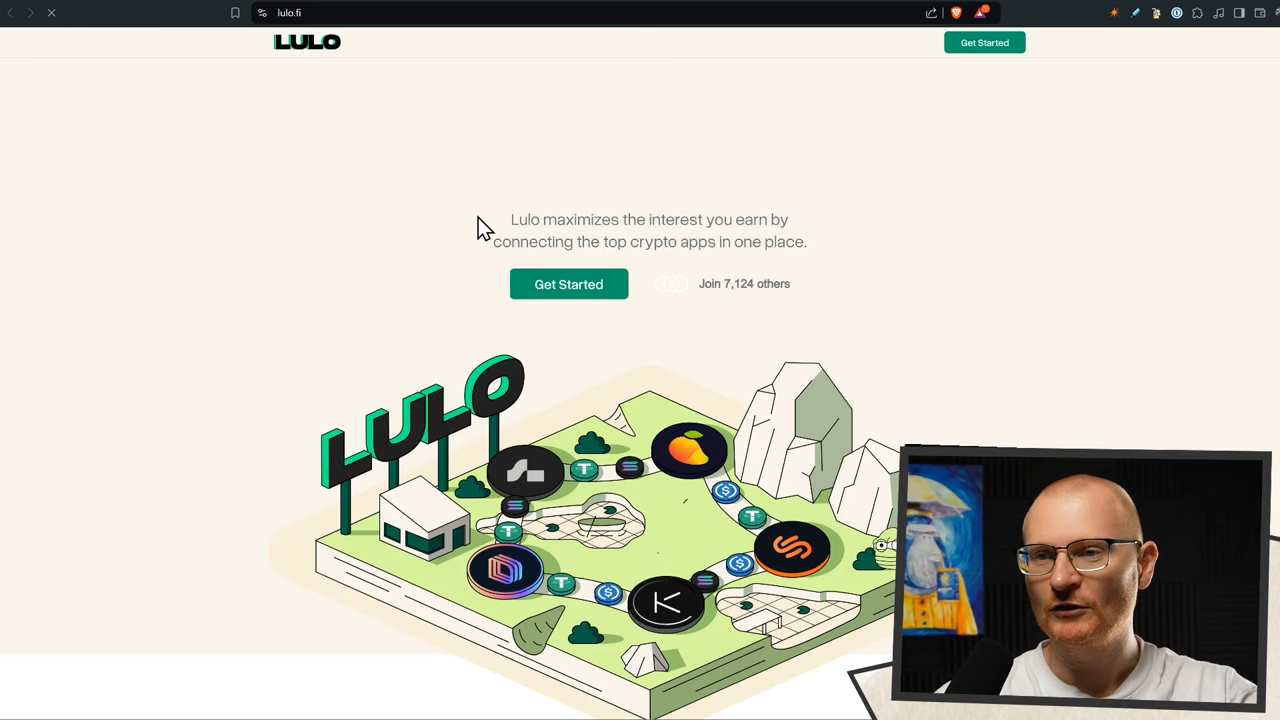 lulo.fi
LULO
Get Started
Lulo maximizes the interest you earn by
connecting the top crypto apps in one place.
Get Started
Join 7,124 others
LULO